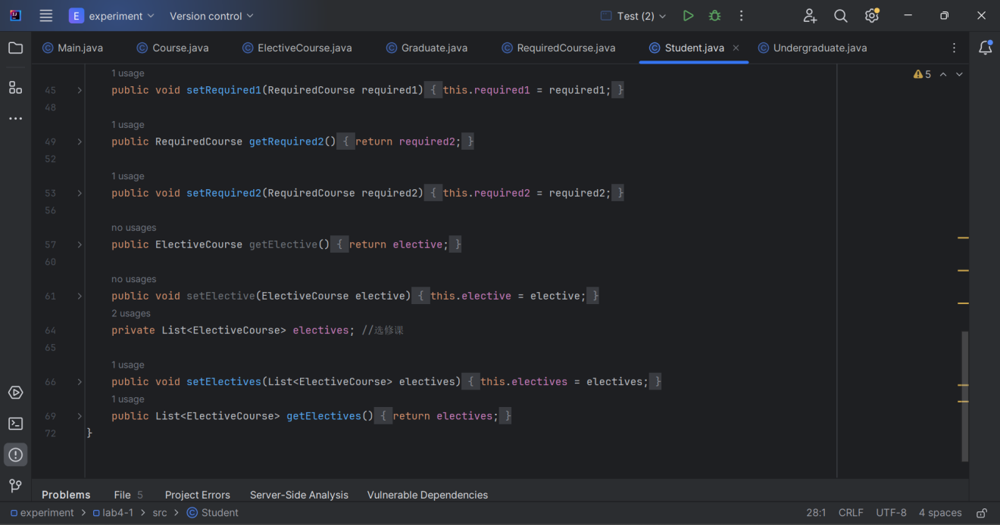 E experiment Version control Test (2)
Main.java Course.java ElectiveCourse.java Graduate.java RequiredCourse.java Student.java Undergraduate.java
5
1 usage
45 public void setRequired1(RequiredCourse required1) { this.required1 = required1; }
48
1 usage
49 public RequiredCourse getRequired2() { return required2; }
52
1 usage
53 public void setRequired2(RequiredCourse required2) { this.required2 = required2; }
56
no usages
57 public ElectiveCourse getElective() { return elective; }
60
no usages
61 public void setElective(ElectiveCourse elective) { this.elective = elective; }
2 usages
64 private List<ElectiveCourse> electives; //选修课
65
1 usage
66 public void setElectives(List<ElectiveCourse> electives) { this.electives = electives; }
1 usage
69 public List<ElectiveCourse> getElectives() { return electives; }
72 }
Problems File 5 Project Errors Server-Side Analysis Vulnerable Dependencies
experiment lab4-1 src Student 28:1 CRLF UTF-8 4 spaces